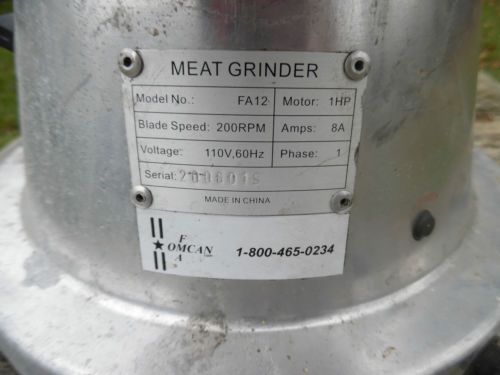 MEAT GRINDER
Model No.: FA12 Motor: 1HP
Blade Speed: 200RPM Amps: 8A
Voltage: 110V,60Hz Phase: 1
Serial:
MADE IN CHINA
F
★ OMCAN
A
1-800-465-0234